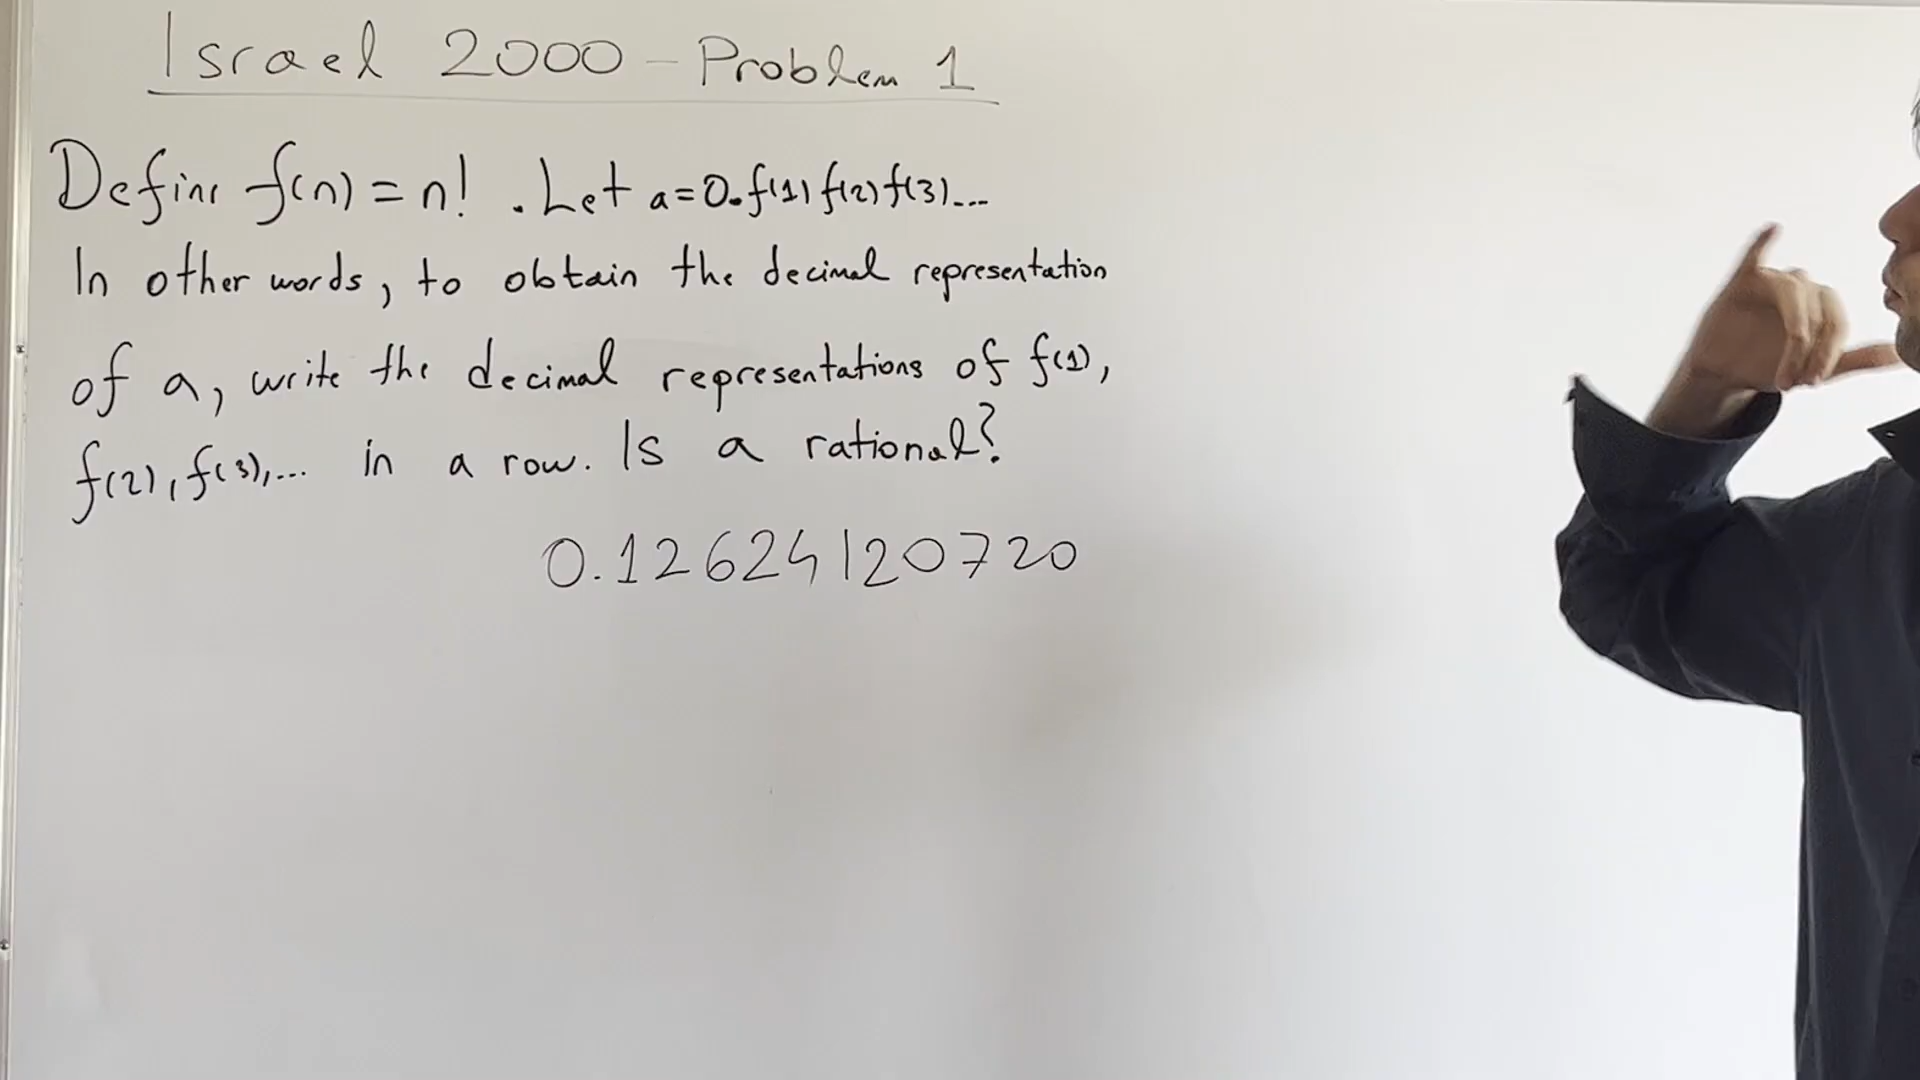 Israel 2000 - Problem 1
Define f(n) = n! . Let a=0.f(1)f(2)f(3)...
In other words, to obtain the decimal representation
of a, write the decimal representations of f(1),
f(2), f(3),... in a row. Is a rational?
0.12624120720